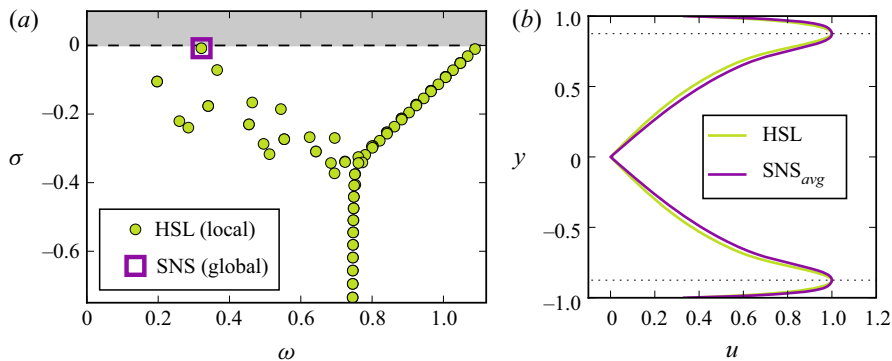 (a)
0
−0.2
−0.4
−0.6
σ
HSL (local)
SNS (global)
0 0.2 0.4 0.6 0.8 1.0
ω
(b)
1.0
0.5
0
−0.5
−1.0
y
HSL
SNSavg
0 0.2 0.4 0.6 0.8 1.0 1.2
u